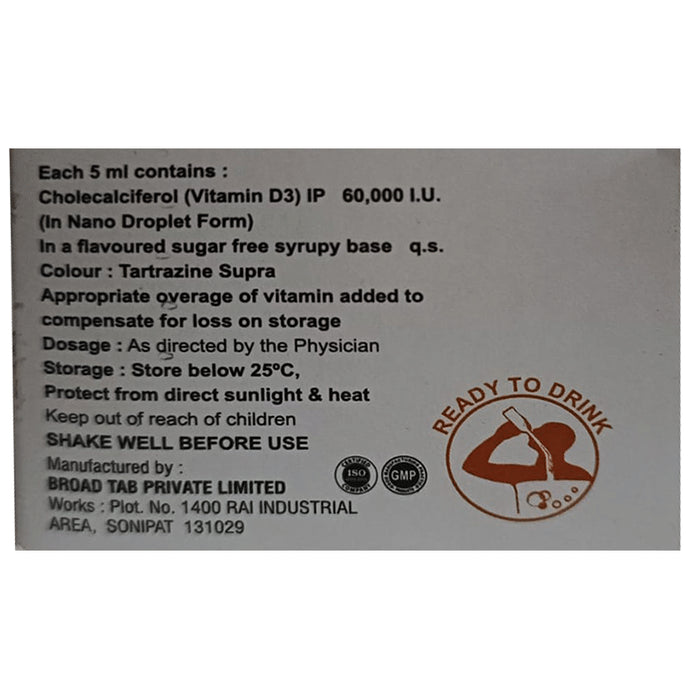 Each 5 ml contains :
Cholecalciferol (Vitamin D3) IP 60,000 I.U.
(In Nano Droplet Form)
In a flavoured sugar free syrupy base q.s.
Colour : Tartrazine Supra
Appropriate overage of vitamin added to
compensate for loss on storage
Dosage : As directed by the Physician
Storage : Store below 25ºC,
Protect from direct sunlight & heat
Keep out of reach of children
SHAKE WELL BEFORE USE
Manufactured by :
BROAD TAB PRIVATE LIMITED
Works : Plot. No. 1400 RAI INDUSTRIAL
AREA, SONIPAT 131029
CERTIFIED
ISO
COMPANY
GMP
READY TO DRINK